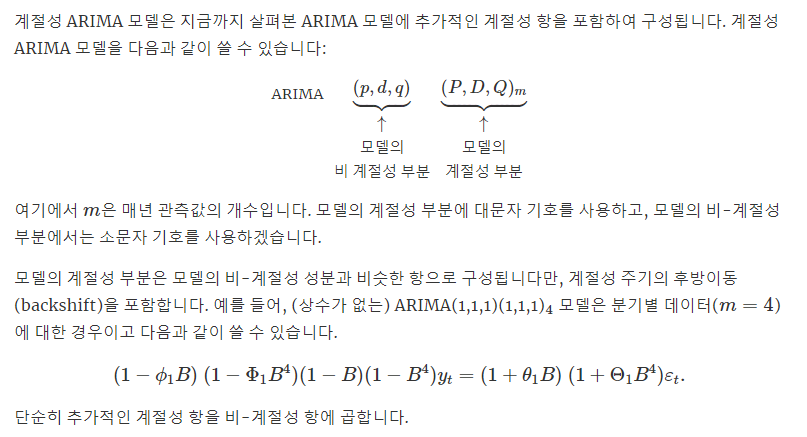 계절성 ARIMA 모델은 지금까지 살펴본 ARIMA 모델에 추가적인 계절성 항을 포함하여 구성됩니다. 계절성
ARIMA 모델을 다음과 같이 쓸 수 있습니다:
ARIMA (p, d, q) (P, D, Q)ₘ
↑ ↑
모델의 모델의
비 계절성 부분 계절성 부분
여기에서 m은 매년 관측값의 개수입니다. 모델의 계절성 부분에 대문자 기호를 사용하고, 모델의 비-계절성
부분에서는 소문자 기호를 사용하겠습니다.
모델의 계절성 부분은 모델의 비-계절성 성분과 비슷한 항으로 구성됩니다만, 계절성 주기의 후방이동
(backshift)을 포함합니다. 예를 들어, (상수가 없는) ARIMA(1,1,1)(1,1,1)₄ 모델은 분기별 데이터(m = 4)
에 대한 경우이고 다음과 같이 쓸 수 있습니다.
(1 − ϕ₁B) (1 − Φ₁B⁴)(1 − B)(1 − B⁴)yₜ = (1 + θ₁B) (1 + Θ₁B⁴)εₜ.
단순히 추가적인 계절성 항을 비-계절성 항에 곱합니다.